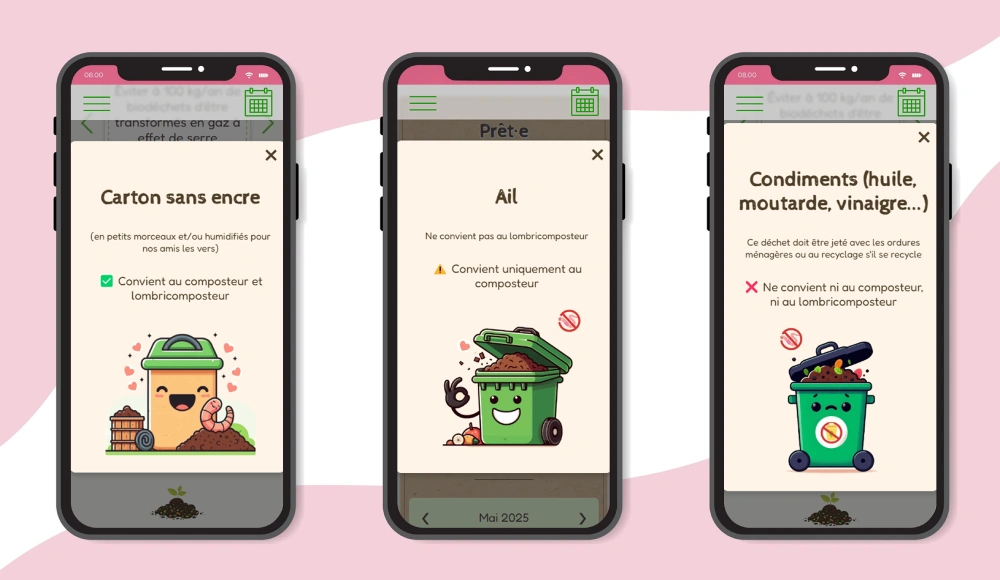 08.00
Éviter à 100 kg/an de
biodéchets d'être
transformés en gaz à
effet de serre
Carton sans encre
(en petits morceaux et/ou humidifiés pour
nos amis les vers)
✅ Convient au composteur et
lombricomposteur
Prêt·e
Ail
Ne convient pas au lombricomposteur
⚠️ Convient uniquement au
composteur
Mai 2025
08.00
Éviter à 100 kg/an de
biodéchets d'être
Condiments (huile,
moutarde, vinaigre...)
Ce déchet doit être jeté avec les ordures
ménagères ou au recyclage s'il se recycle
❌ Ne convient ni au composteur,
ni au lombricomposteur